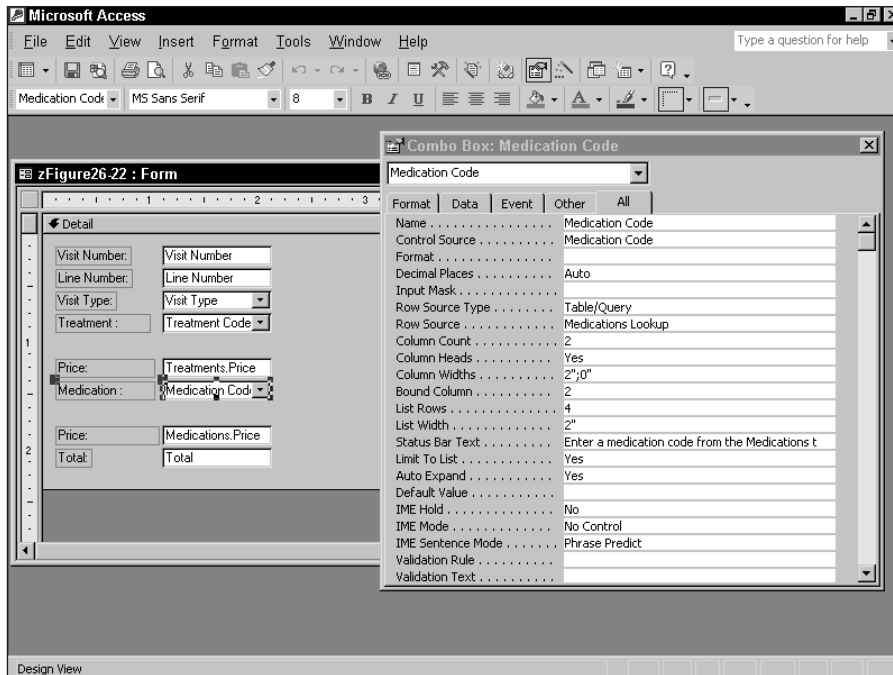 Microsoft Access
File Edit View Insert Format Tools Window Help
Type a question for help
Medication Code MS Sans Serif 8 B I U A
zFigure26-22 : Form
1 2 3
Detail
Visit Number: Visit Number
Line Number: Line Number
Visit Type: Visit Type
Treatment : Treatment Code
1
Price: Treatments.Price
Medication : Medication Code
Price: Medications.Price
2
Total: Total
Combo Box: Medication Code
Medication Code
Format Data Event Other All
Name . . . . . . . . . . . . . . . . Medication Code
Control Source . . . . . . . . . . Medication Code
Format . . . . . . . . . . . . . . .
Decimal Places . . . . . . . . . . Auto
Input Mask . . . . . . . . . . . . .
Row Source Type . . . . . . . . Table/Query
Row Source . . . . . . . . . . . . Medications Lookup
Column Count . . . . . . . . . . . 2
Column Heads . . . . . . . . . . . Yes
Column Widths . . . . . . . . . . 2";0"
Bound Column . . . . . . . . . . . 2
List Rows . . . . . . . . . . . . . . 4
List Width . . . . . . . . . . . . . . 2"
Status Bar Text . . . . . . . . . Enter a medication code from the Medications t
Limit To List . . . . . . . . . . . . Yes
Auto Expand . . . . . . . . . . . . Yes
Default Value . . . . . . . . . . .
IME Hold . . . . . . . . . . . . . . No
IME Mode . . . . . . . . . . . . . No Control
IME Sentence Mode . . . . . . . Phrase Predict
Validation Rule . . . . . . . . . .
Validation Text . . . . . . . . . .
Design View